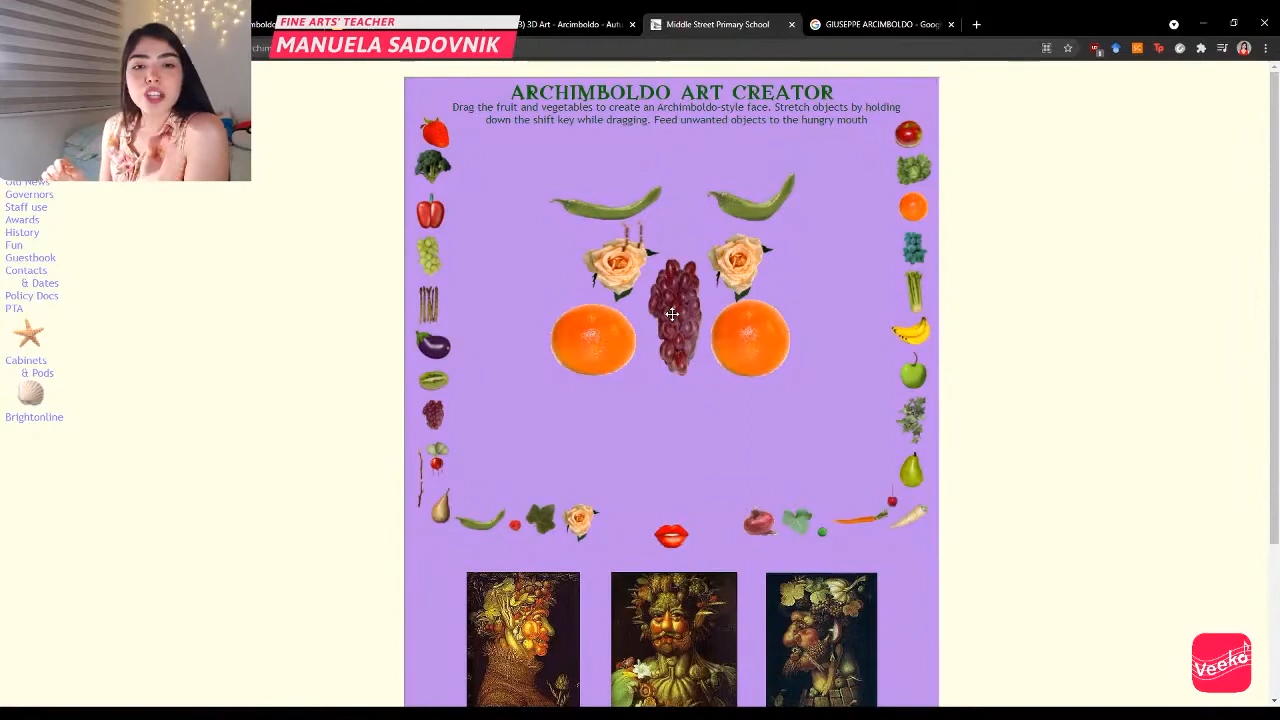 FINE ARTS' TEACHER
MANUELA SADOVNIK
3D Art - Arcimboldo - Autu
Middle Street Primary School
GIUSEPPE ARCIMBOLDO - Goog
ARCHIMBOLDO ART CREATOR
Drag the fruit and vegetables to create an Archimboldo-style face. Stretch objects by holding
down the shift key while dragging. Feed unwanted objects to the hungry mouth
Old News
Governors
Staff use
Awards
History
Fun
Guestbook
Contacts
& Dates
Policy Docs
PTA
Cabinets
& Pods
Brightonline
Veeko